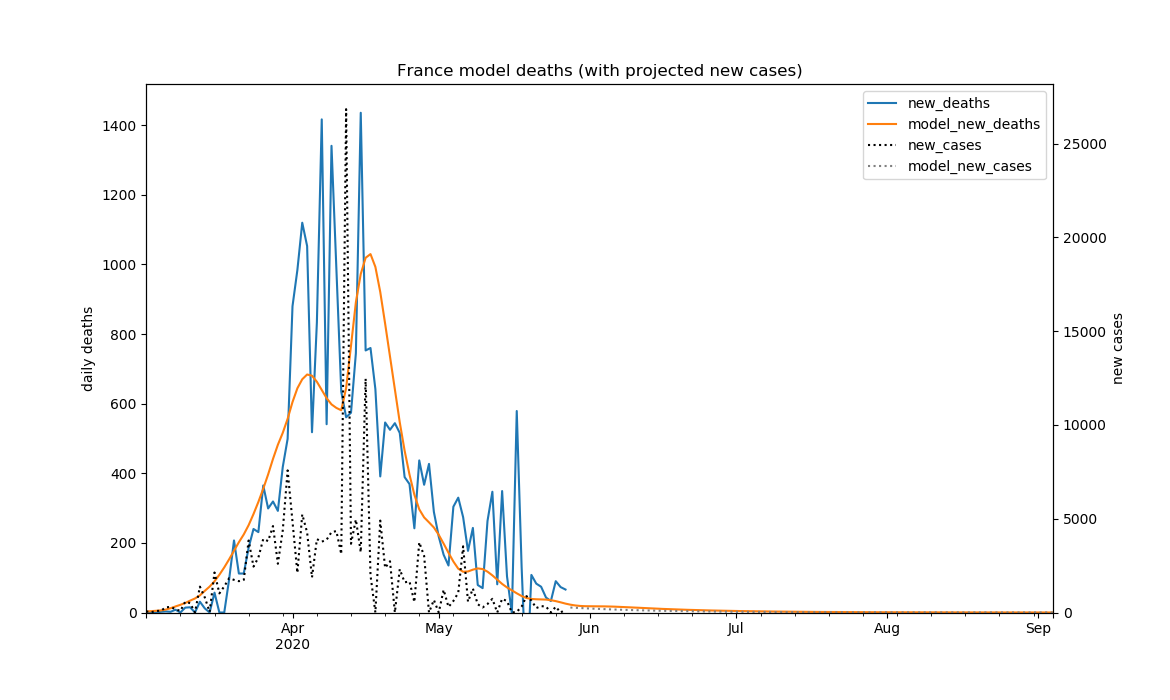 France model deaths (with projected new cases)
new_deaths
model_new_deaths
new_cases
model_new_cases
1400
1200
1000
800
600
400
200
0
daily deaths
25000
20000
15000
10000
5000
0
new cases
Apr
2020
May
Jun
Jul
Aug
Sep